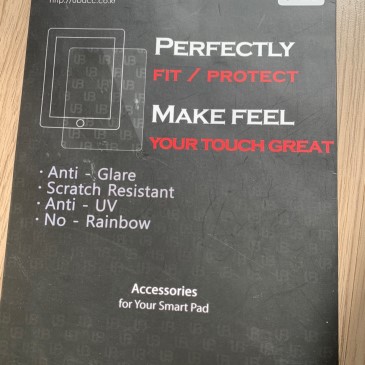 PERFECTLY
FIT / PROTECT
MAKE FEEL
YOUR TOUCH GREAT
· Anti - Glare
· Scratch Resistant
· Anti - UV
· No - Rainbow
Accessories
for Your Smart Pad